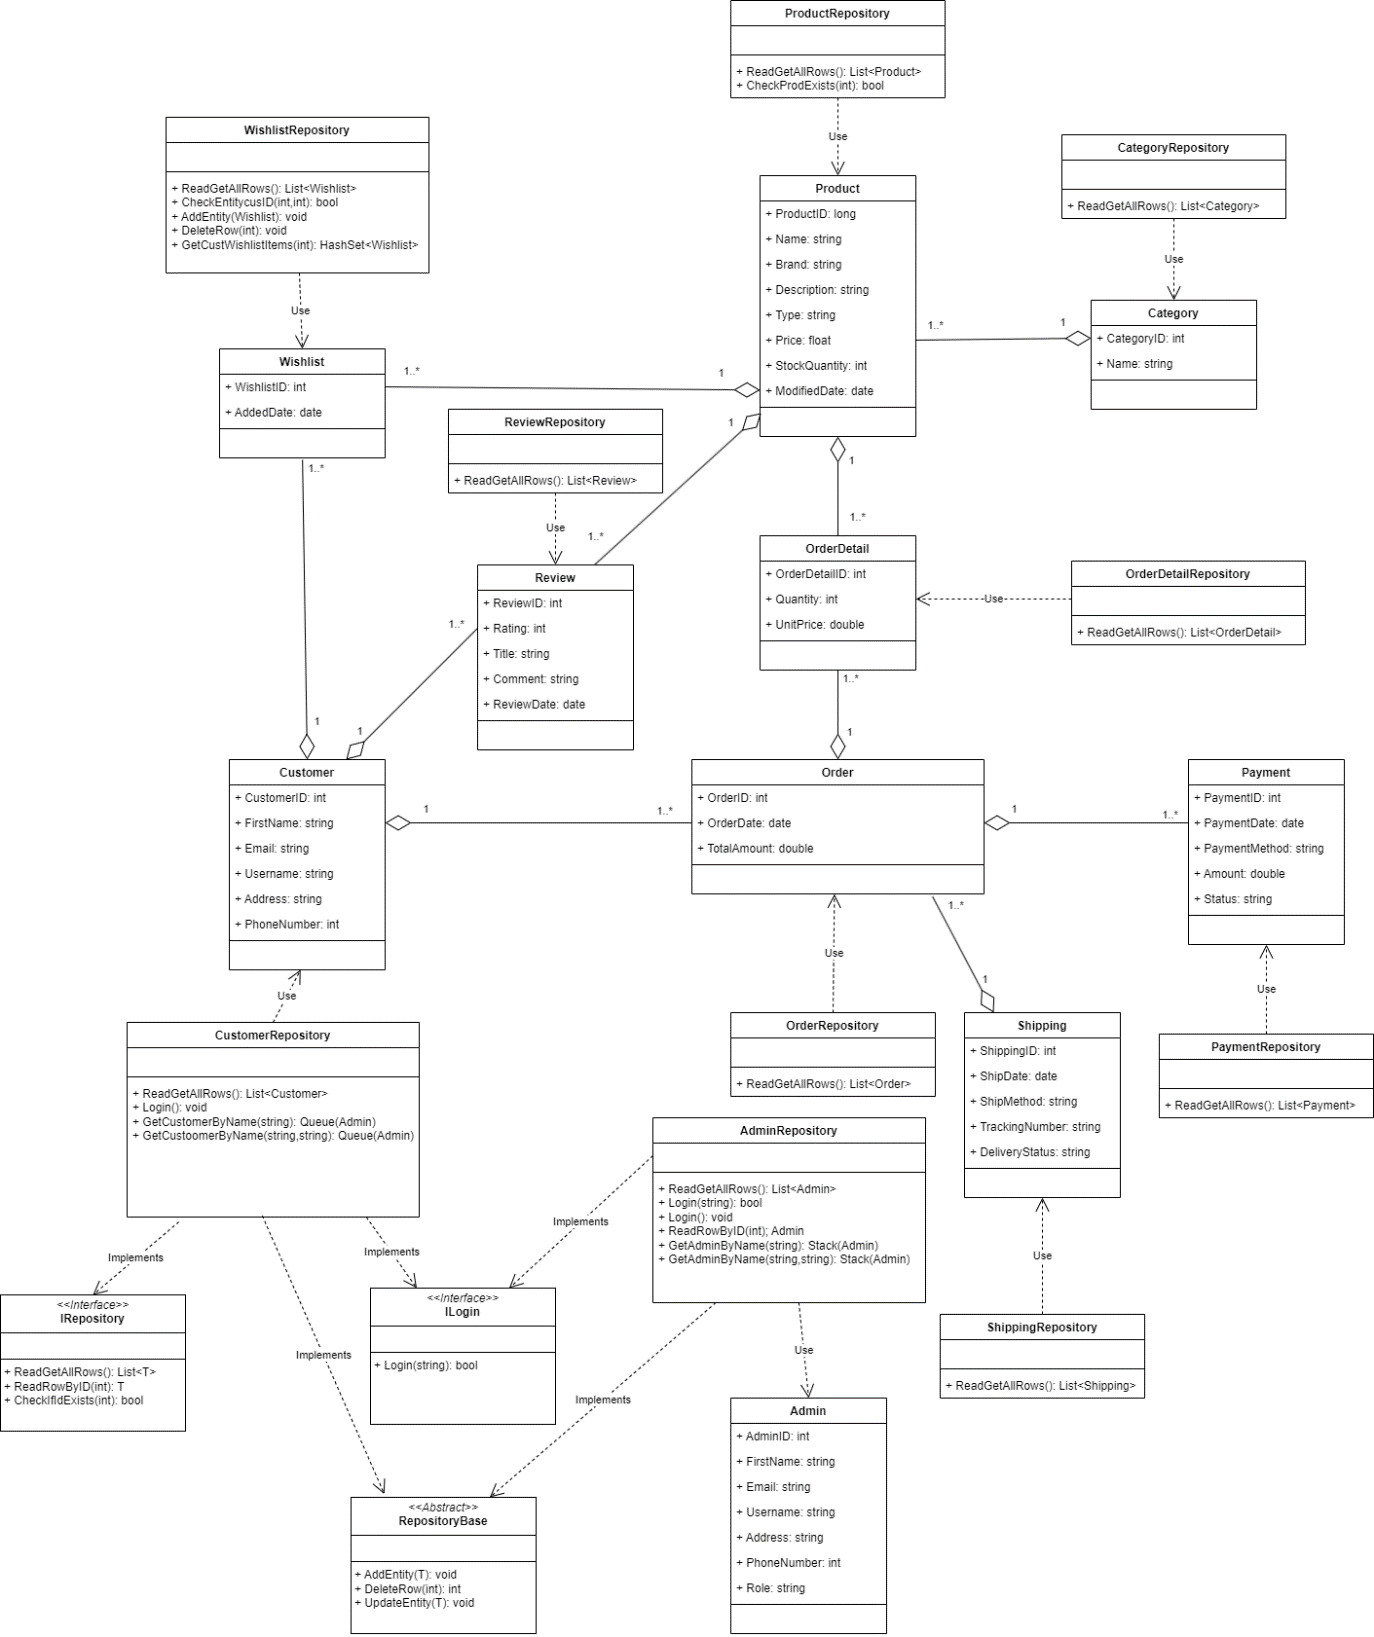 ProductRepository
+ ReadGetAllRows(): List<Product>
+ CheckProdExists(int): bool
Use
WishlistRepository
+ ReadGetAllRows(): List<Wishlist>
+ CheckEntitycusID(int,int): bool
+ AddEntity(Wishlist): void
+ DeleteRow(int): void
+ GetCustWishlistItems(int): HashSet<Wishlist>
Use
CategoryRepository
+ ReadGetAllRows(): List<Category>
Use
Product
+ ProductID: long
+ Name: string
+ Brand: string
+ Description: string
+ Type: string
+ Price: float
+ StockQuantity: int
+ ModifiedDate: date
1..*
1
Category
+ CategoryID: int
+ Name: string
Wishlist
+ WishlistID: int
+ AddedDate: date
1..*
1
1..*
1
ReviewRepository
+ ReadGetAllRows(): List<Review>
Use
1
1..*
1
1..*
Review
+ ReviewID: int
+ Rating: int
+ Title: string
+ Comment: string
+ ReviewDate: date
1..*
1
OrderDetail
+ OrderDetailID: int
+ Quantity: int
+ UnitPrice: double
Use
OrderDetailRepository
+ ReadGetAllRows(): List<OrderDetail>
1..*
1
Customer
+ CustomerID: int
+ FirstName: string
+ Email: string
+ Username: string
+ Address: string
+ PhoneNumber: int
1
1..*
Order
+ OrderID: int
+ OrderDate: date
+ TotalAmount: double
1
1..*
Payment
+ PaymentID: int
+ PaymentDate: date
+ PaymentMethod: string
+ Amount: double
+ Status: string
Use
Use
1..*
1
Use
CustomerRepository
+ ReadGetAllRows(): List<Customer>
+ Login(): void
+ GetCustomerByName(string): Queue(Admin)
+ GetCustoomerByName(string,string): Queue(Admin)
OrderRepository
+ ReadGetAllRows(): List<Order>
Shipping
+ ShippingID: int
+ ShipDate: date
+ ShipMethod: string
+ TrackingNumber: string
+ DeliveryStatus: string
PaymentRepository
+ ReadGetAllRows(): List<Payment>
AdminRepository
+ ReadGetAllRows(): List<Admin>
+ Login(string): bool
+ Login(): void
+ ReadRowByID(int); Admin
+ GetAdminByName(string): Stack(Admin)
+ GetAdminByName(string,string): Stack(Admin)
Implements
Implements
Implements
Use
<<Interface>>
IRepository
+ ReadGetAllRows(): List<T>
+ ReadRowByID(int): T
+ CheckIfIdExists(int): bool
<<Interface>>
ILogin
+ Login(string): bool
Implements
Implements
Use
ShippingRepository
+ ReadGetAllRows(): List<Shipping>
Admin
+ AdminID: int
+ FirstName: string
+ Email: string
+ Username: string
+ Address: string
+ PhoneNumber: int
+ Role: string
<<Abstract>>
RepositoryBase
+ AddEntity(T): void
+ DeleteRow(int): int
+ UpdateEntity(T): void